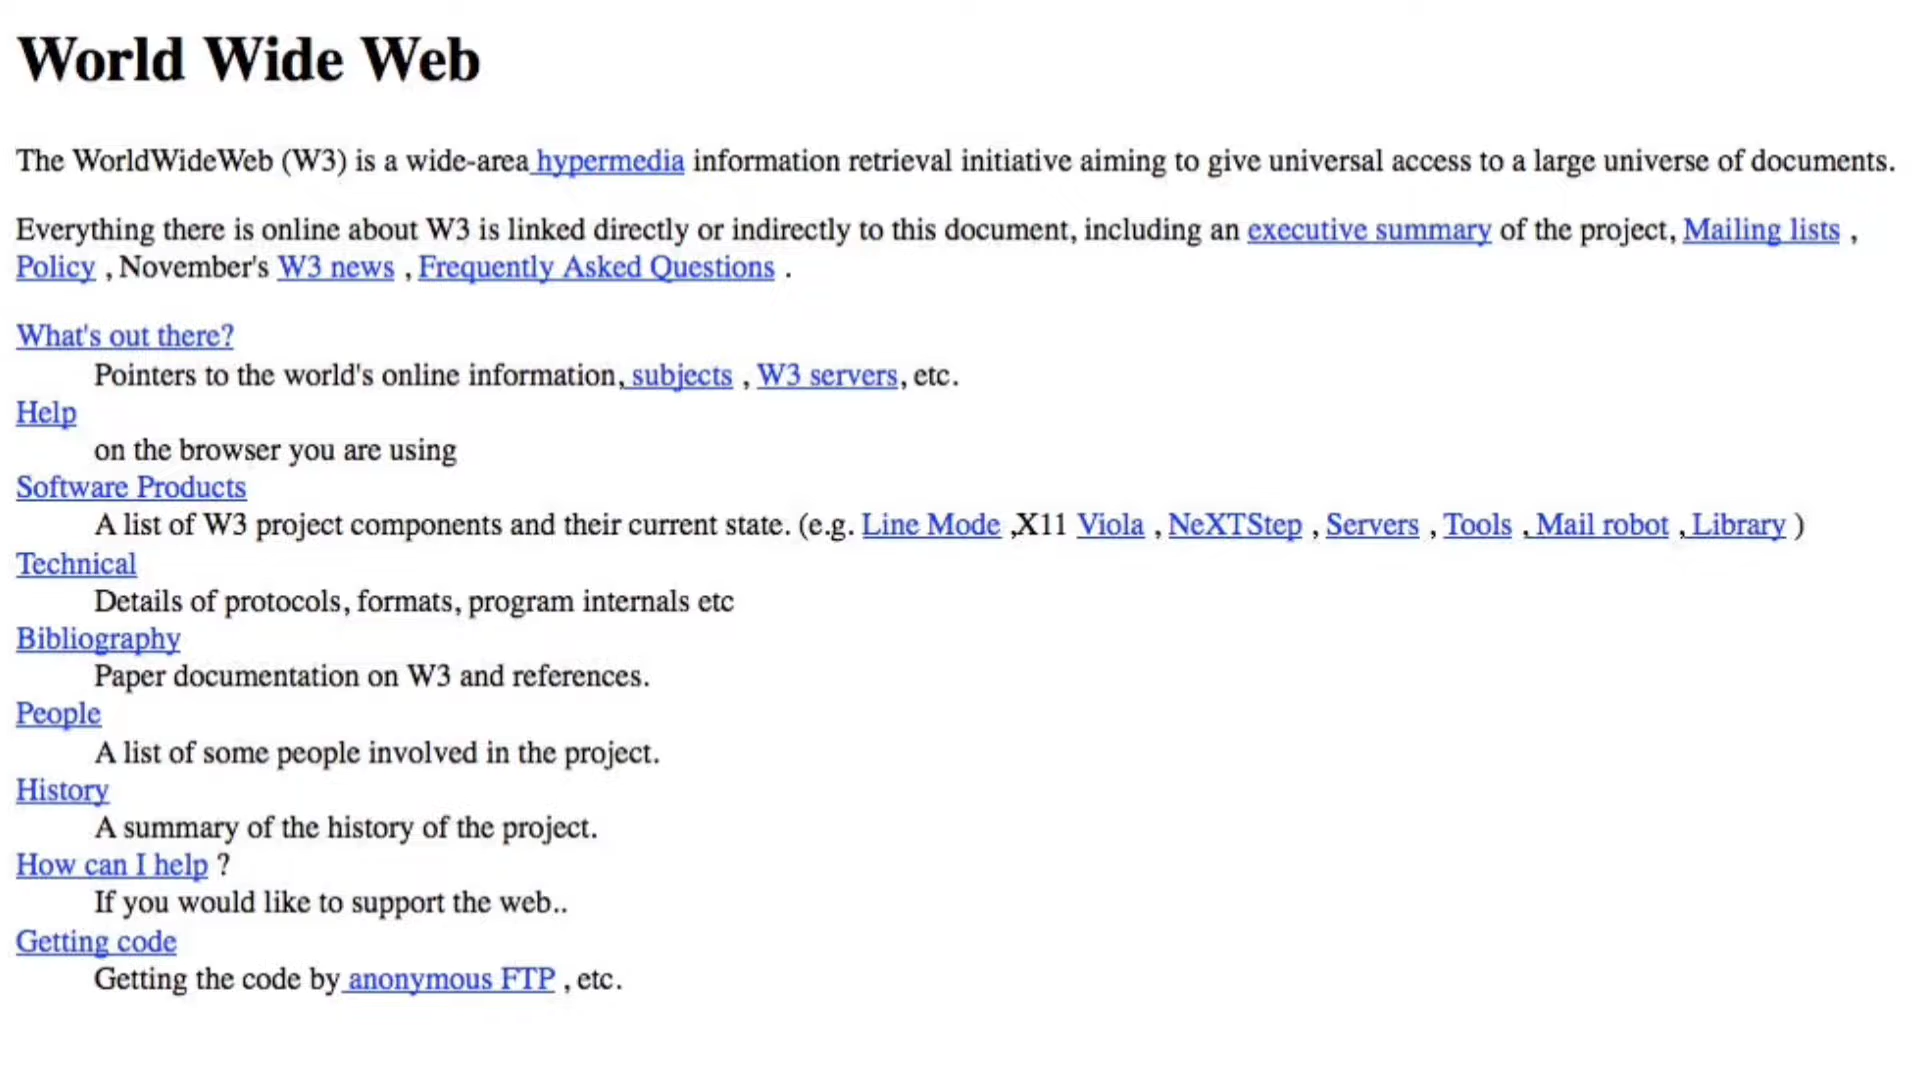 World Wide Web
The WorldWideWeb (W3) is a wide-area hypermedia information retrieval initiative aiming to give universal access to a large universe of documents.
Everything there is online about W3 is linked directly or indirectly to this document, including an executive summary of the project, Mailing lists ,
Policy , November's W3 news , Frequently Asked Questions .
What's out there?
Pointers to the world's online information, subjects , W3 servers, etc.
Help
on the browser you are using
Software Products
A list of W3 project components and their current state. (e.g. Line Mode ,X11 Viola , NeXTStep , Servers , Tools , Mail robot , Library )
Technical
Details of protocols, formats, program internals etc
Bibliography
Paper documentation on W3 and references.
People
A list of some people involved in the project.
History
A summary of the history of the project.
How can I help ?
If you would like to support the web..
Getting code
Getting the code by anonymous FTP , etc.